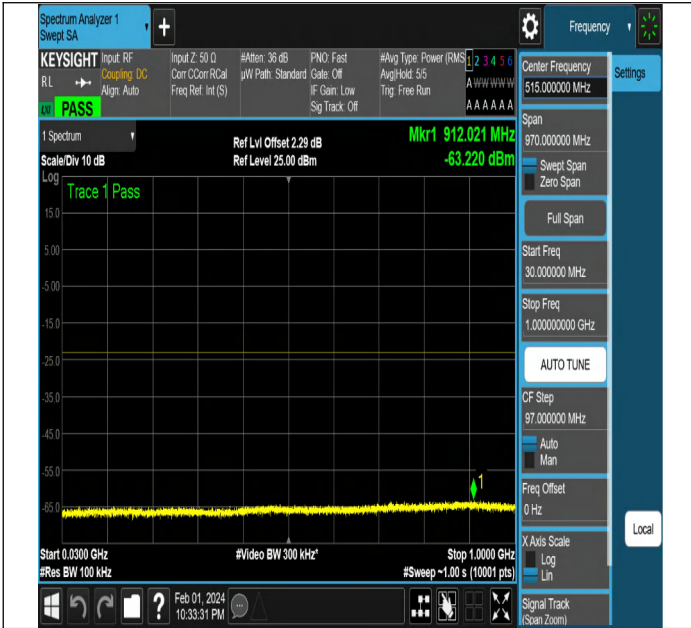 Spectrum Analyzer 1
Swept SA
Frequency
KEYSIGHT
Input: RF
Input Z: 50 Ω
#Atten: 36 dB
PNO: Fast
#Avg Type: Power (RMS
1 2 3 4 5 6
RL
Coupling: DC
Corr CCorr RCal
µW Path: Standard
Gate: Off
Avg|Hold: 5/5
A W W W W W
Align: Auto
Freq Ref: Int (S)
IF Gain: Low
Trig: Free Run
Sig Track: Off
A A A A A A
LXI
PASS
1 Spectrum
Ref Lvl Offset 2.29 dB
Mkr1 912.021 MHz
Scale/Div 10 dB
Ref Level 25.00 dBm
-63.220 dBm
Log
Trace 1 Pass
15.0
5.00
-5.00
-15.0
-25.0
-35.0
-45.0
-55.0
1
-65.0
Start 0.0300 GHz
#Video BW 300 kHz*
Stop 1.0000 GHz
#Res BW 100 kHz
#Sweep ~1.00 s (10001 pts)
?
Feb 01, 2024
10:33:31 PM
Center Frequency
515.000000 MHz
Settings
Span
970.000000 MHz
Swept Span
Zero Span
Full Span
Start Freq
30.000000 MHz
Stop Freq
1.000000000 GHz
AUTO TUNE
CF Step
97.000000 MHz
Auto
Man
Freq Offset
0 Hz
Local
X Axis Scale
Log
Lin
Signal Track
(Span Zoom)